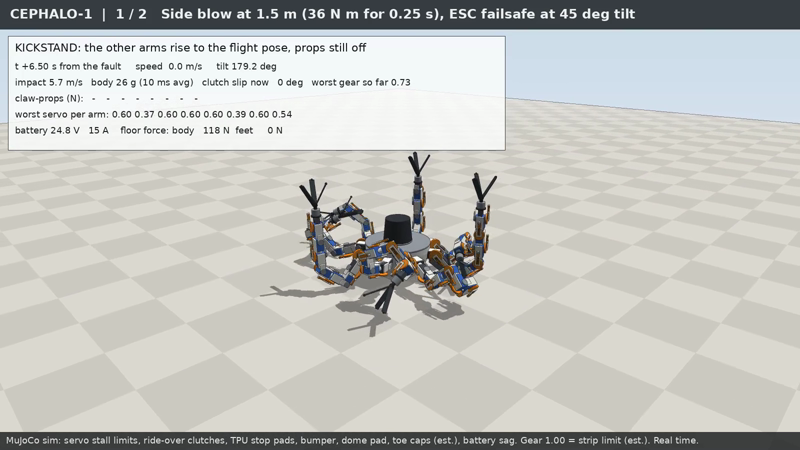 CEPHALO-1 | 1 / 2 Side blow at 1.5 m (36 N m for 0.25 s), ESC failsafe at 45 deg tilt
KICKSTAND: the other arms rise to the flight pose, props still off
t +6.50 s from the fault speed 0.0 m/s tilt 179.2 deg
impact 5.7 m/s body 26 g (10 ms avg) clutch slip now 0 deg worst gear so far 0.73
claw-props (N): - - - - - - - -
worst servo per arm: 0.60 0.37 0.60 0.60 0.60 0.39 0.60 0.54
battery 24.8 V 15 A floor force: body 118 N feet 0 N
MuJoCo sim: servo stall limits, ride-over clutches, TPU stop pads, bumper, dome pad, toe caps (est.), battery sag. Gear 1.00 = strip limit (est.). Real time.